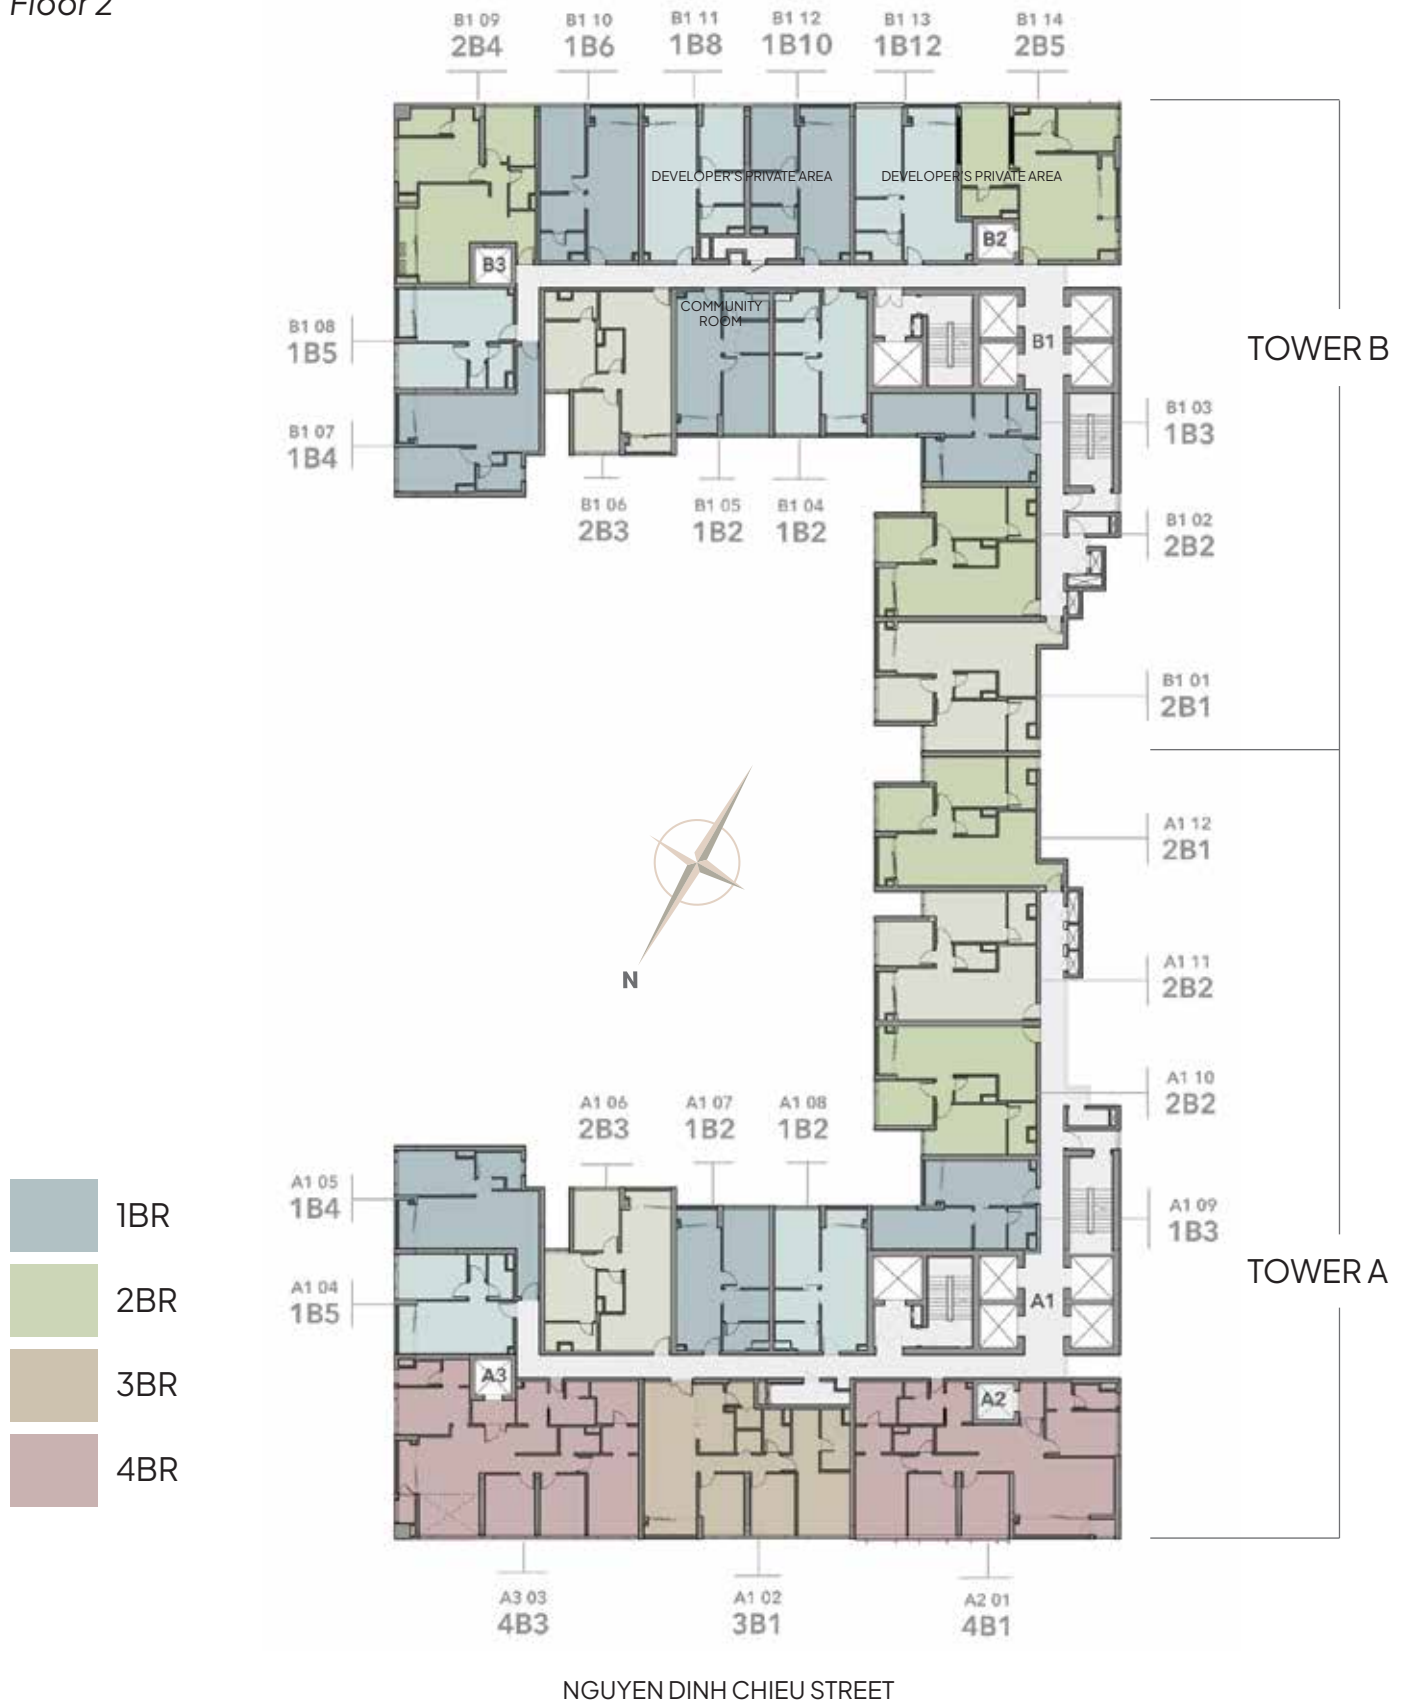 Floor 2
B1 09
2B4
B1 10
1B6
B1 11
1B8
B1 12
1B10
B1 13
1B12
B1 14
2B5
DEVELOPER'S PRIVATE AREA
DEVELOPER'S PRIVATE AREA
B3
B2
COMMUNITY
ROOM
B1
TOWER B
B1 08
1B5
B1 07
1B4
B1 03
1B3
B1 06
2B3
B1 05
1B2
B1 04
1B2
B1 02
2B2
B1 01
2B1
A1 12
2B1
N
A1 11
2B2
A1 10
2B2
A1 06
2B3
A1 07
1B2
A1 08
1B2
A1 05
1B4
A1 09
1B3
A1 04
1B5
TOWER A
A1
A3
A2
1BR
2BR
3BR
4BR
A3 03
4B3
A1 02
3B1
A2 01
4B1
NGUYEN DINH CHIEU STREET